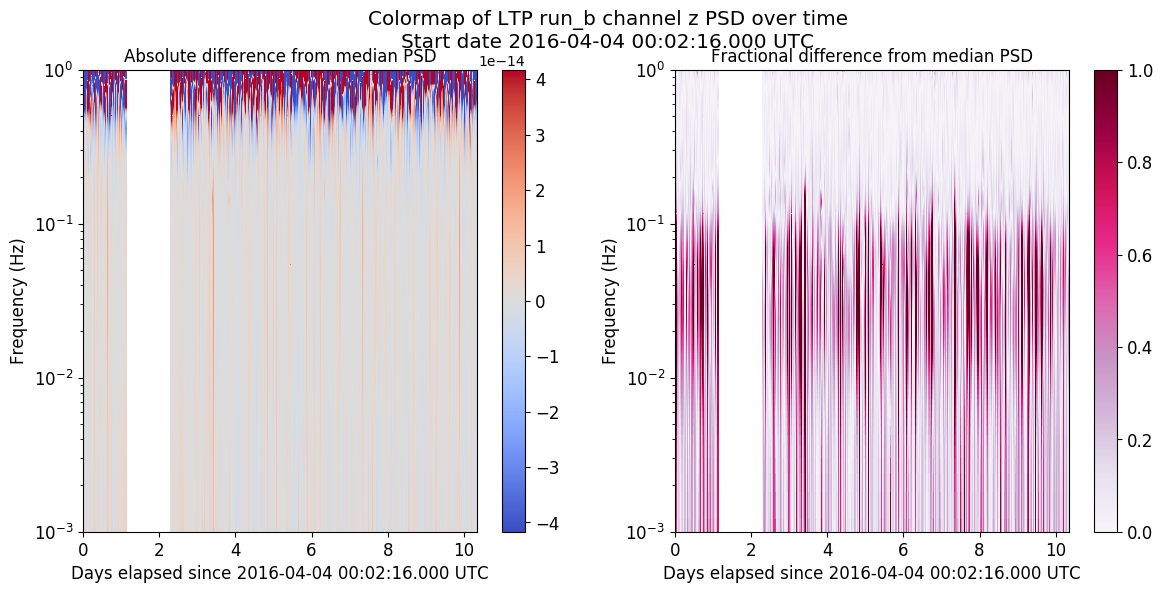 Colormap of LTP run_b channel z PSD over time
Start date 2016-04-04 00:02:16.000 UTC
Absolute difference from median PSD
1e−14
Frequency (Hz)
10⁰
10⁻¹
10⁻²
10⁻³
0 2 4 6 8 10
Days elapsed since 2016-04-04 00:02:16.000 UTC
4
3
2
1
0
−1
−2
−3
−4
Fractional difference from median PSD
Frequency (Hz)
10⁰
10⁻¹
10⁻²
10⁻³
0 2 4 6 8 10
Days elapsed since 2016-04-04 00:02:16.000 UTC
1.0
0.8
0.6
0.4
0.2
0.0